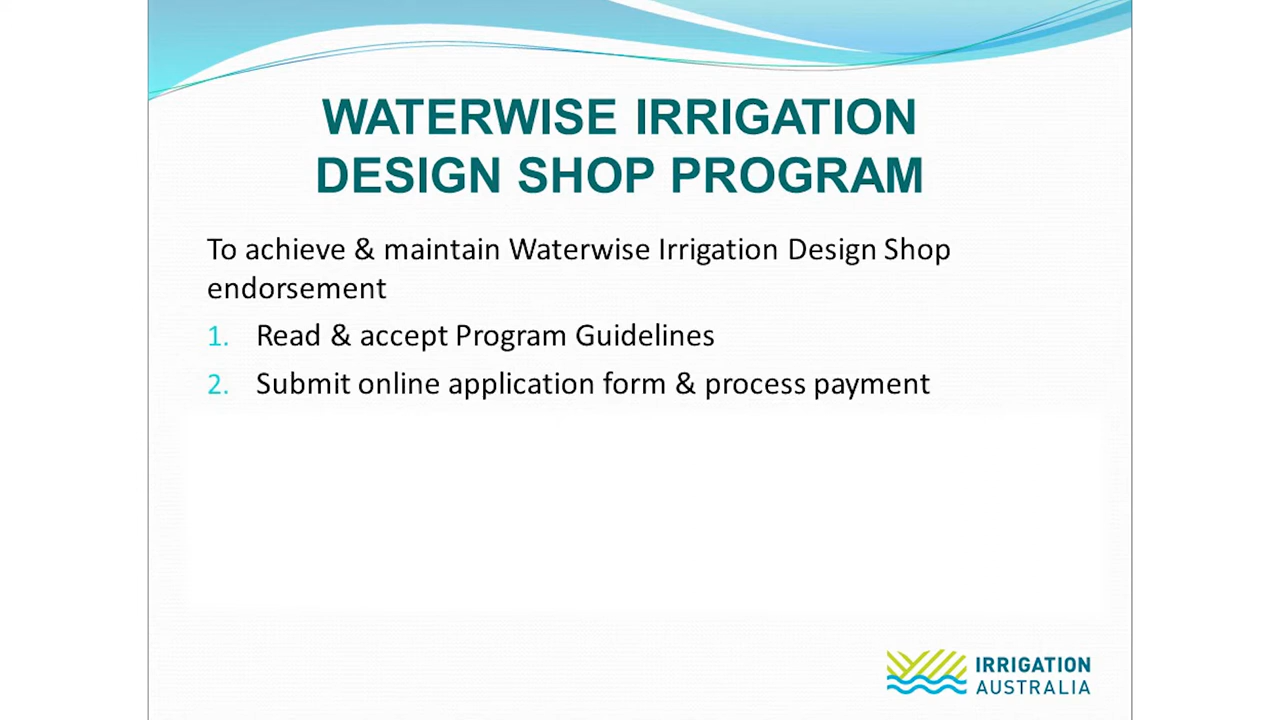 WATERWISE IRRIGATION
DESIGN SHOP PROGRAM
To achieve & maintain Waterwise Irrigation Design Shop
endorsement
1. Read & accept Program Guidelines
2. Submit online application form & process payment
IRRIGATION
AUSTRALIA